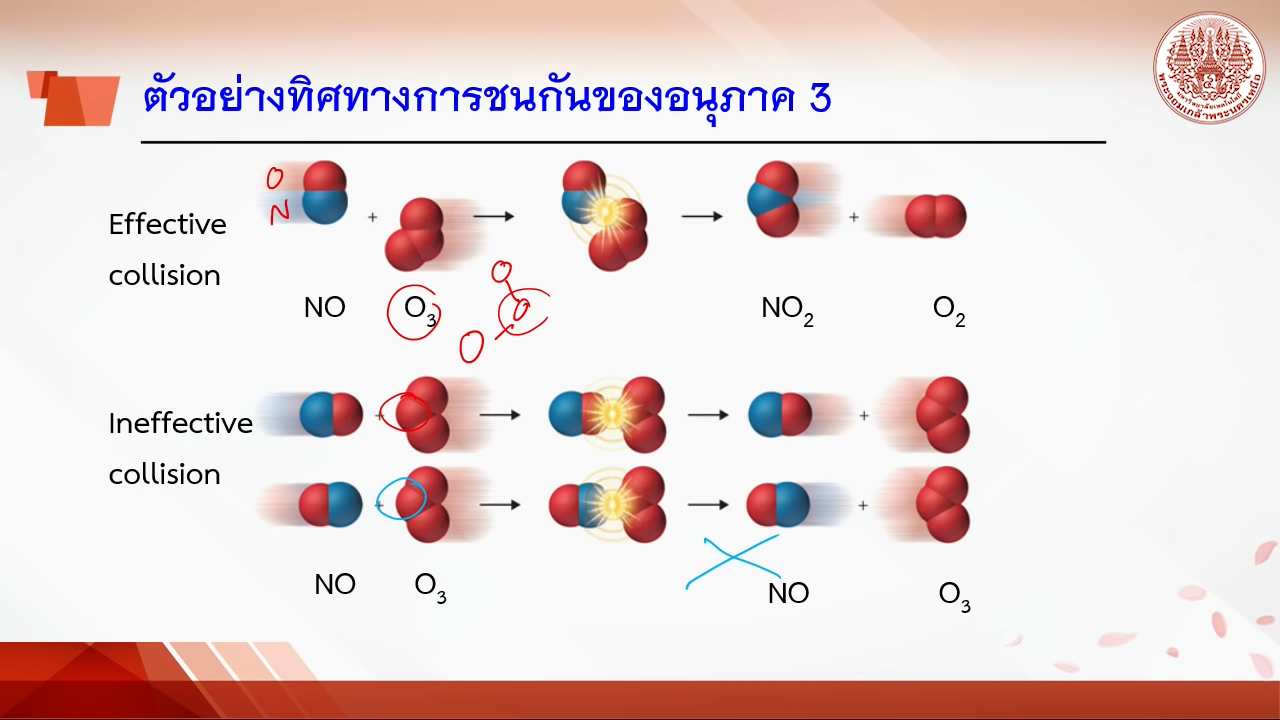 ตัวอย่างทิศทางการชนกันของอนุภาค 3
O
N
Effective
collision
+ +
NO O₃ NO₂ O₂
O
O
O
Ineffective
collision
+ +
+ +
NO O₃ NO O₃